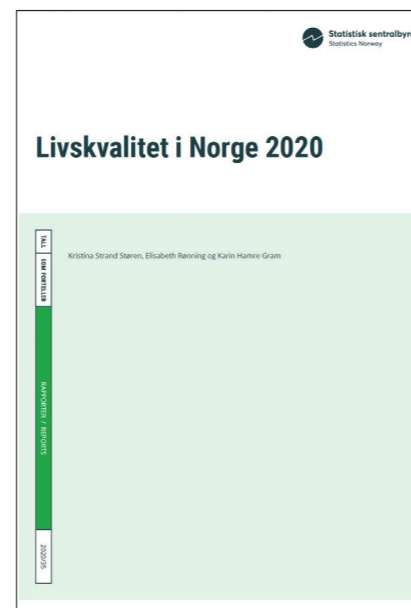 Statistisk sentralbyrå
Statistics Norway
Livskvalitet i Norge 2020
TALL
SOM FORTELLER
Kristina Strand Støren, Elisabeth Rønning og Karin Hamre Gram
RAPPORTER / REPORTS
2020/35